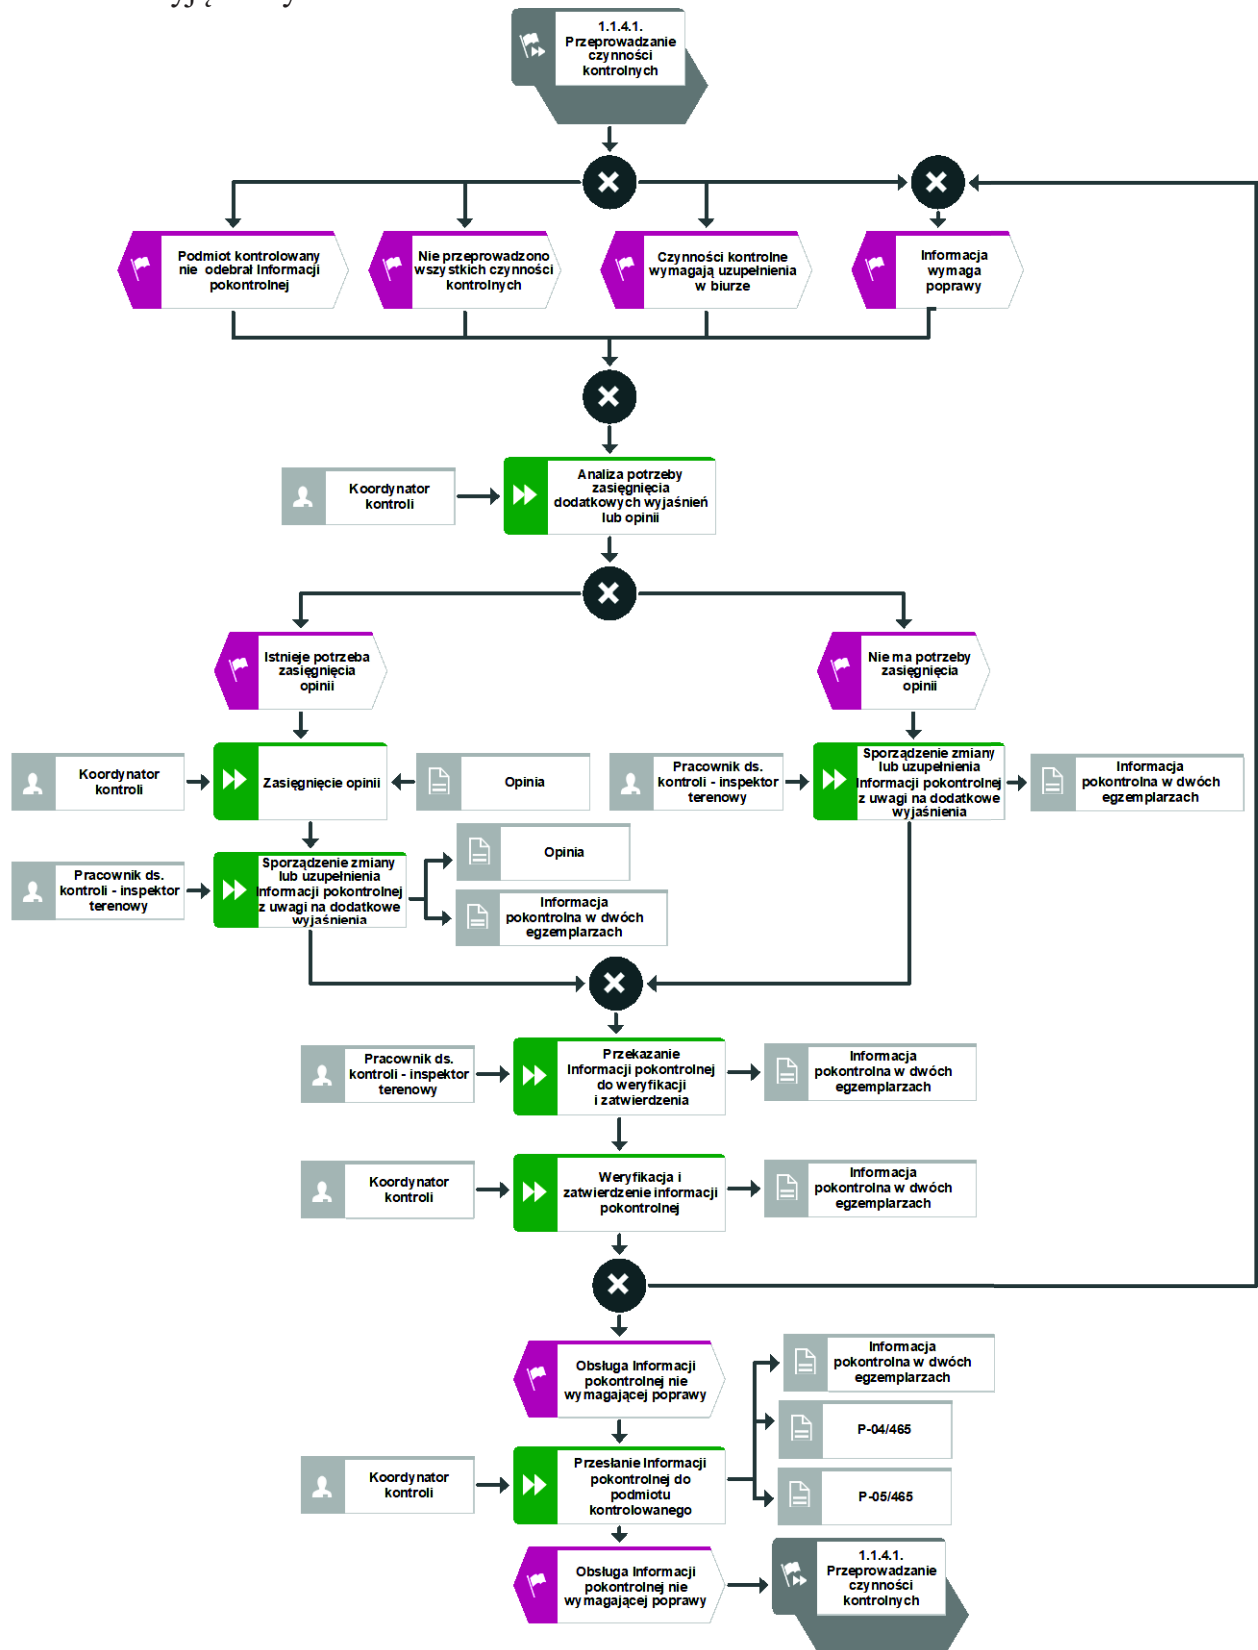 1.1.4.1.
Przeprowadzanie
czynności
kontrolnych
Podmiot kontrolowany
nie odebrał Informacji
pokontrolnej
Nie przeprowadzono
wszystkich czynności
kontrolnych
Czynności kontrolne
wymagają uzupełnienia
w biurze
Informacja
wymaga
poprawy
Koordynator
kontroli
Analiza potrzeby
zasięgnięcia
dodatkowych wyjaśnień
lub opinii
Istnieje potrzeba
zasięgnięcia
opinii
Nie ma potrzeby
zasięgnięcia
opinii
Koordynator
kontroli
Zasięgnięcie opinii
Opinia
Pracownik ds.
kontroli - inspektor
terenowy
Sporządzenie zmiany
lub uzupełnienia
Informacji pokontrolnej
z uwagi na dodatkowe
wyjaśnienia
Informacja
pokontrolna w dwóch
egzemplarzach
Pracownik ds.
kontroli - inspektor
terenowy
Sporządzenie zmiany
lub uzupełnienia
Informacji pokontrolnej
z uwagi na dodatkowe
wyjaśnienia
Opinia
Informacja
pokontrolna w dwóch
egzemplarzach
Pracownik ds.
kontroli - inspektor
terenowy
Przekazanie
Informacji pokontrolnej
do weryfikacji
i zatwierdzenia
Informacja
pokontrolna w dwóch
egzemplarzach
Koordynator
kontroli
Weryfikacja i
zatwierdzenie informacji
pokontrolnej
Informacja
pokontrolna w dwóch
egzemplarzach
Obsługa Informacji
pokontrolnej nie
wymagającej poprawy
Informacja
pokontrolna w dwóch
egzemplarzach
P-04/465
Koordynator
kontroli
Przesłanie Informacji
pokontrolnej do
podmiotu
kontrolowanego
P-05/465
Obsługa Informacji
pokontrolnej nie
wymagającej poprawy
1.1.4.1.
Przeprowadzanie
czynności
kontrolnych